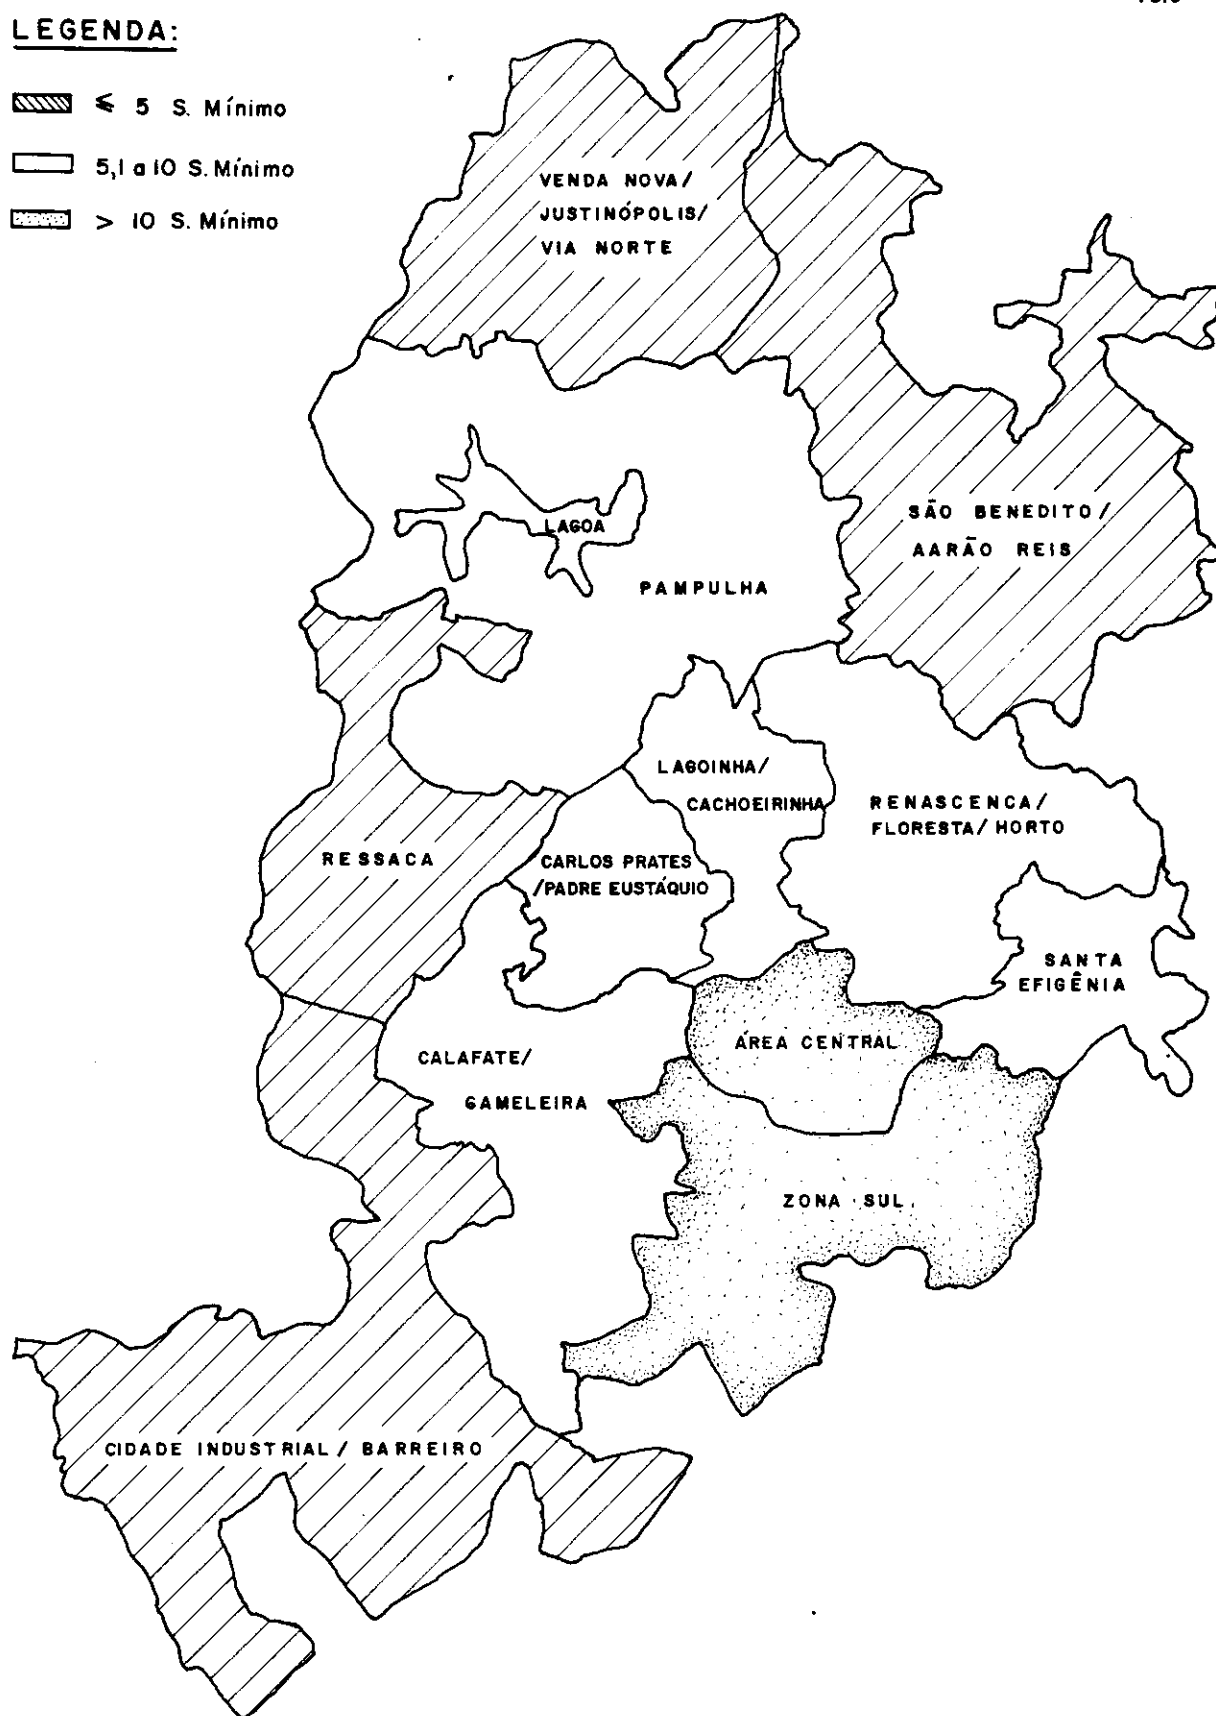 LEGENDA:
≤ 5 S. Mínimo
5,1 a 10 S. Mínimo
> 10 S. Mínimo
VENDA NOVA/
JUSTINÓPOLIS/
VIA NORTE
SÃO BENEDITO/
AARÃO REIS
LAGOA
PAMPULHA
LAGOINHA/
CACHOEIRINHA
RENASCENCA/
FLORESTA/HORTO
RESSACA
CARLOS PRATES
/PADRE EUSTÁQUIO
SANTA
EFIGÊNIA
ÁREA CENTRAL
CALAFATE/
GAMELEIRA
ZONA SUL
CIDADE INDUSTRIAL / BARREIRO